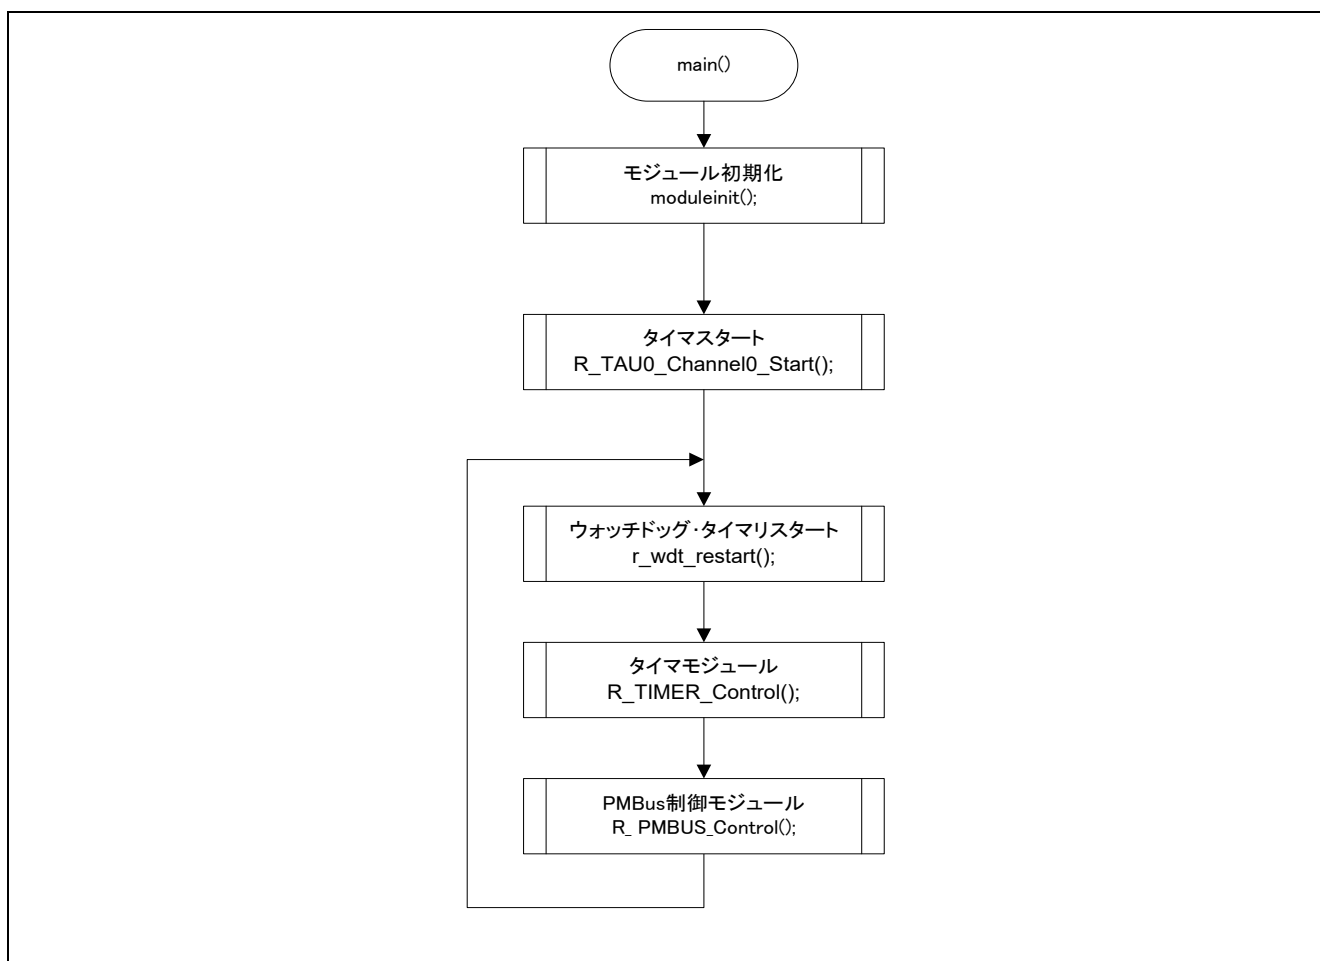 main()
モジュール初期化
moduleinit();
タイマスタート
R_TAU0_Channel0_Start();
ウォッチドッグ・タイマリスタート
r_wdt_restart();
タイマモジュール
R_TIMER_Control();
PMBus制御モジュール
R_ PMBUS_Control();